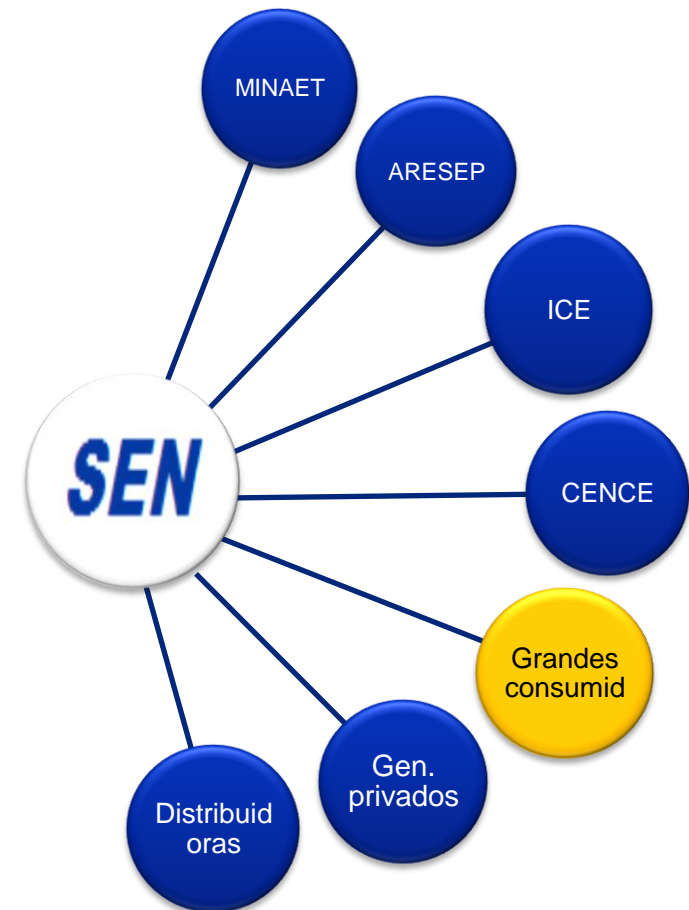 MINAET
ARESEP
ICE
SEN
CENCE
Grandes
consumid
Gen.
privados
Distribuid
oras